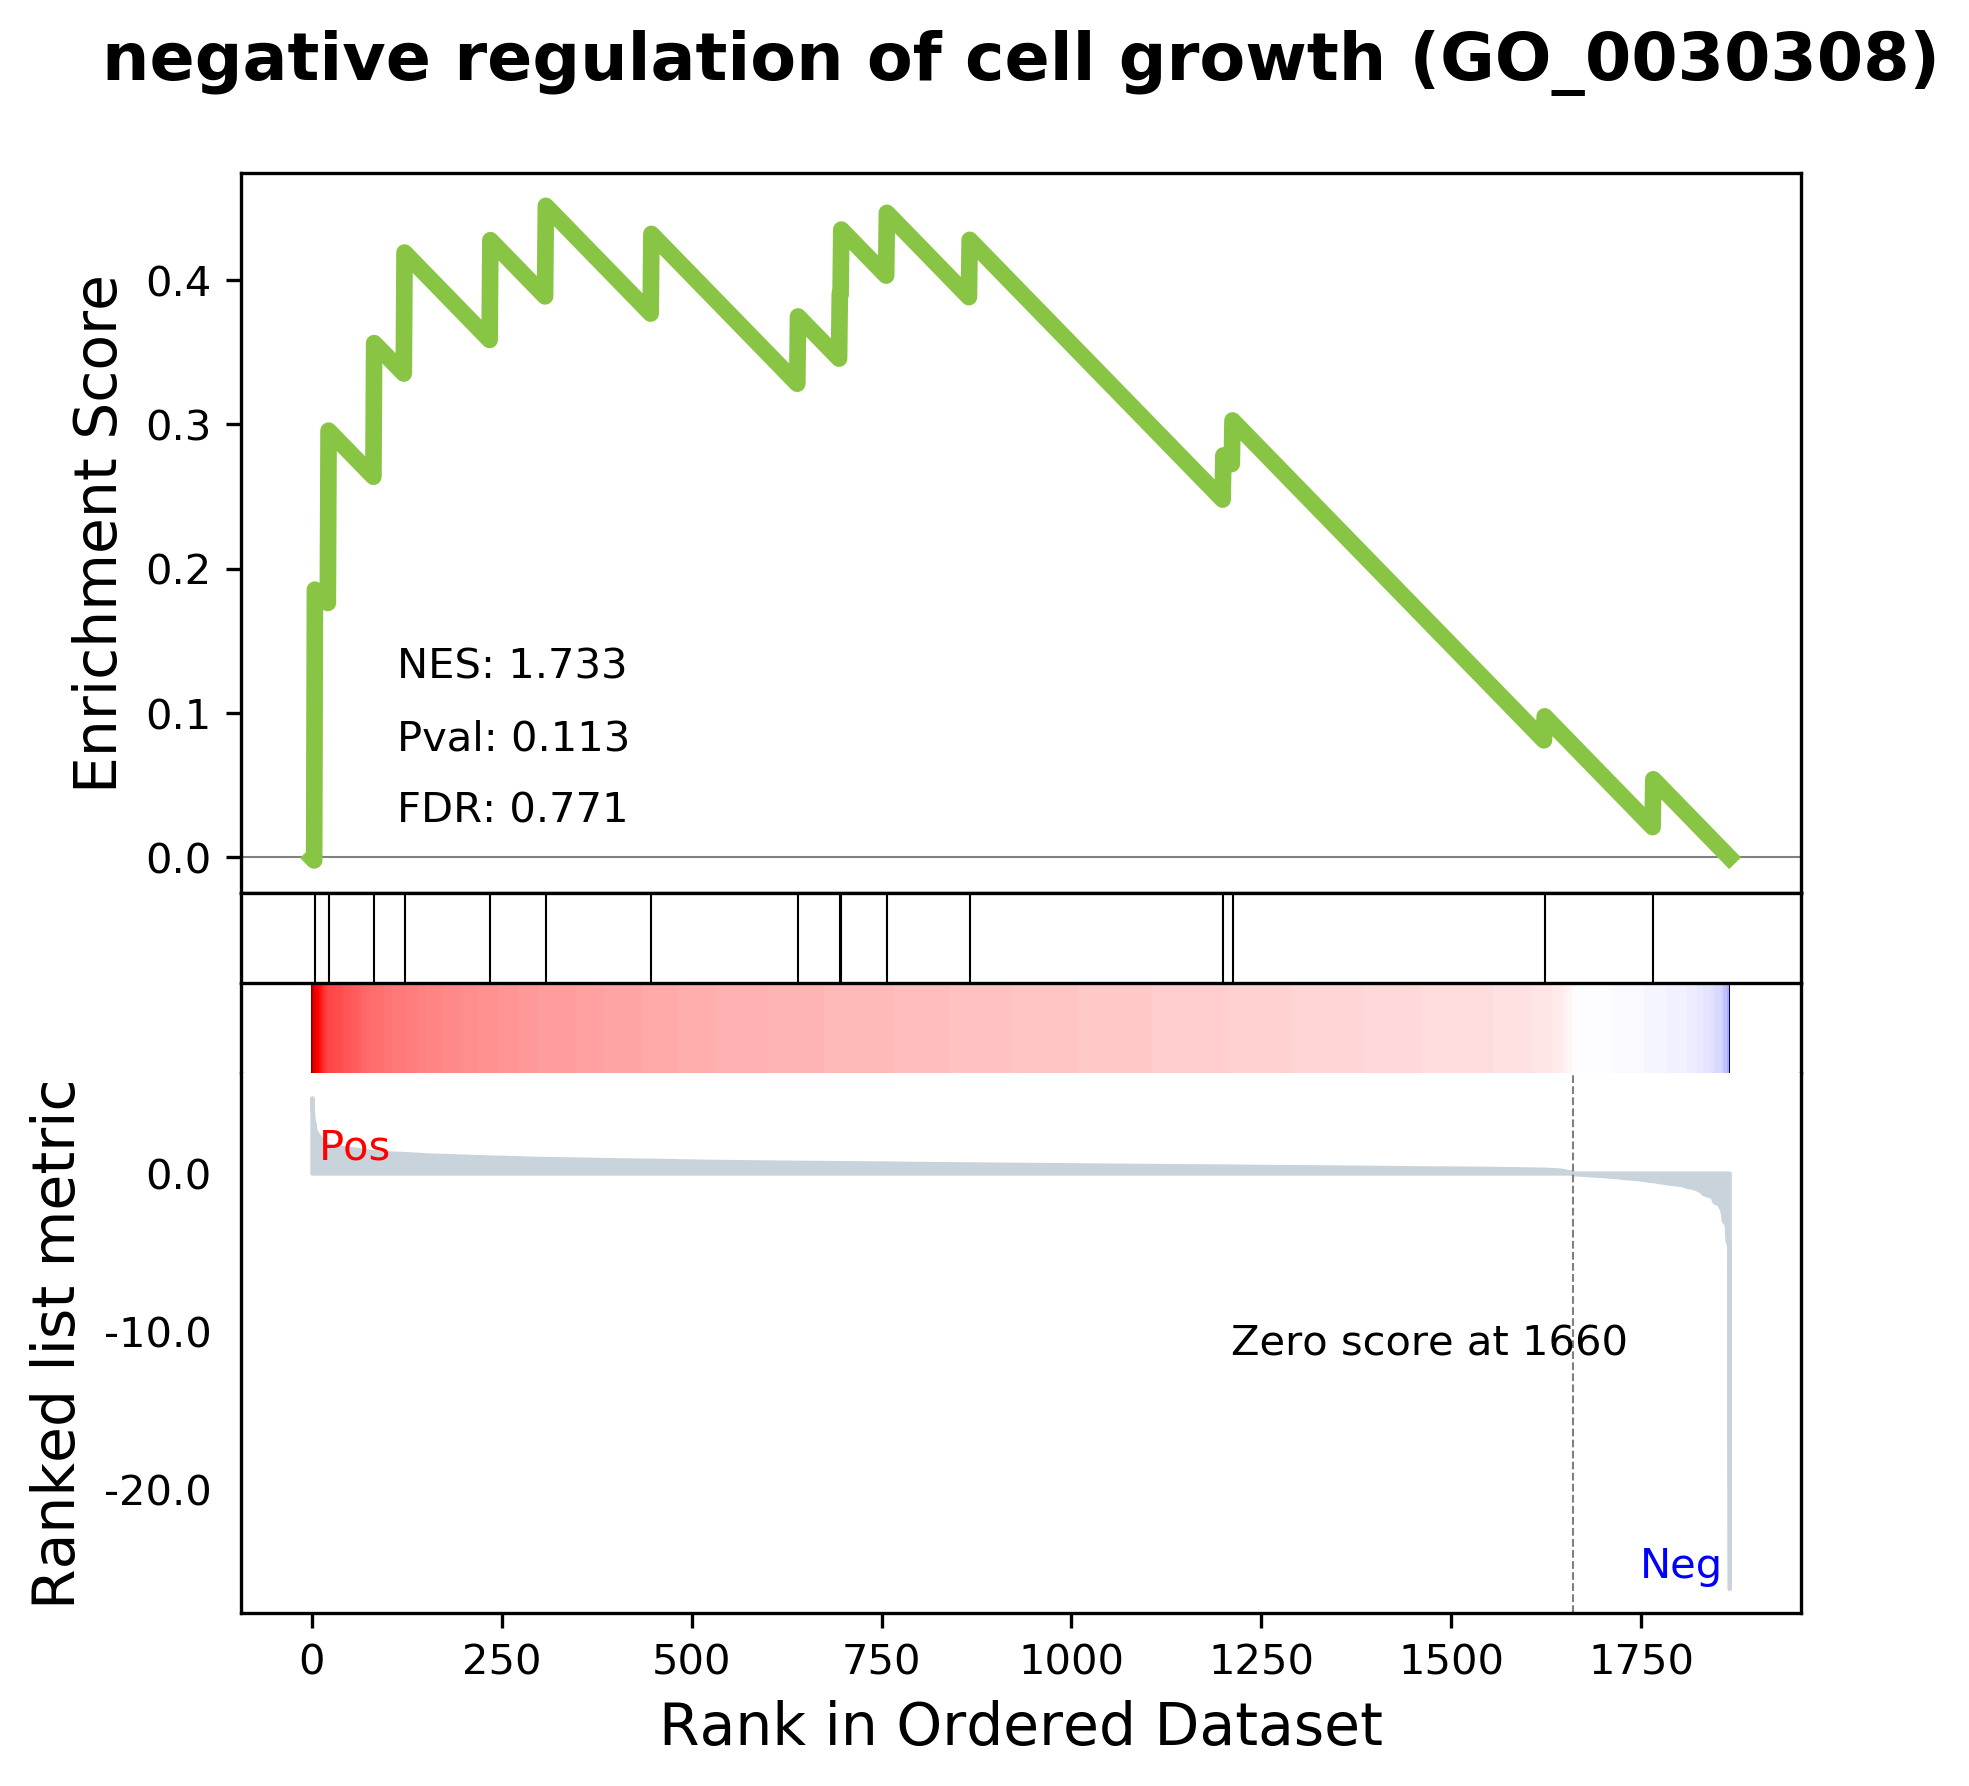 negative regulation of cell growth (GO_0030308)
Enrichment Score
0.4
0.3
0.2
0.1
0.0
NES: 1.733
Pval: 0.113
FDR: 0.771
Ranked list metric
0.0
-10.0
-20.0
Pos
Zero score at 1660
Neg
0 250 500 750 1000 1250 1500 1750
Rank in Ordered Dataset